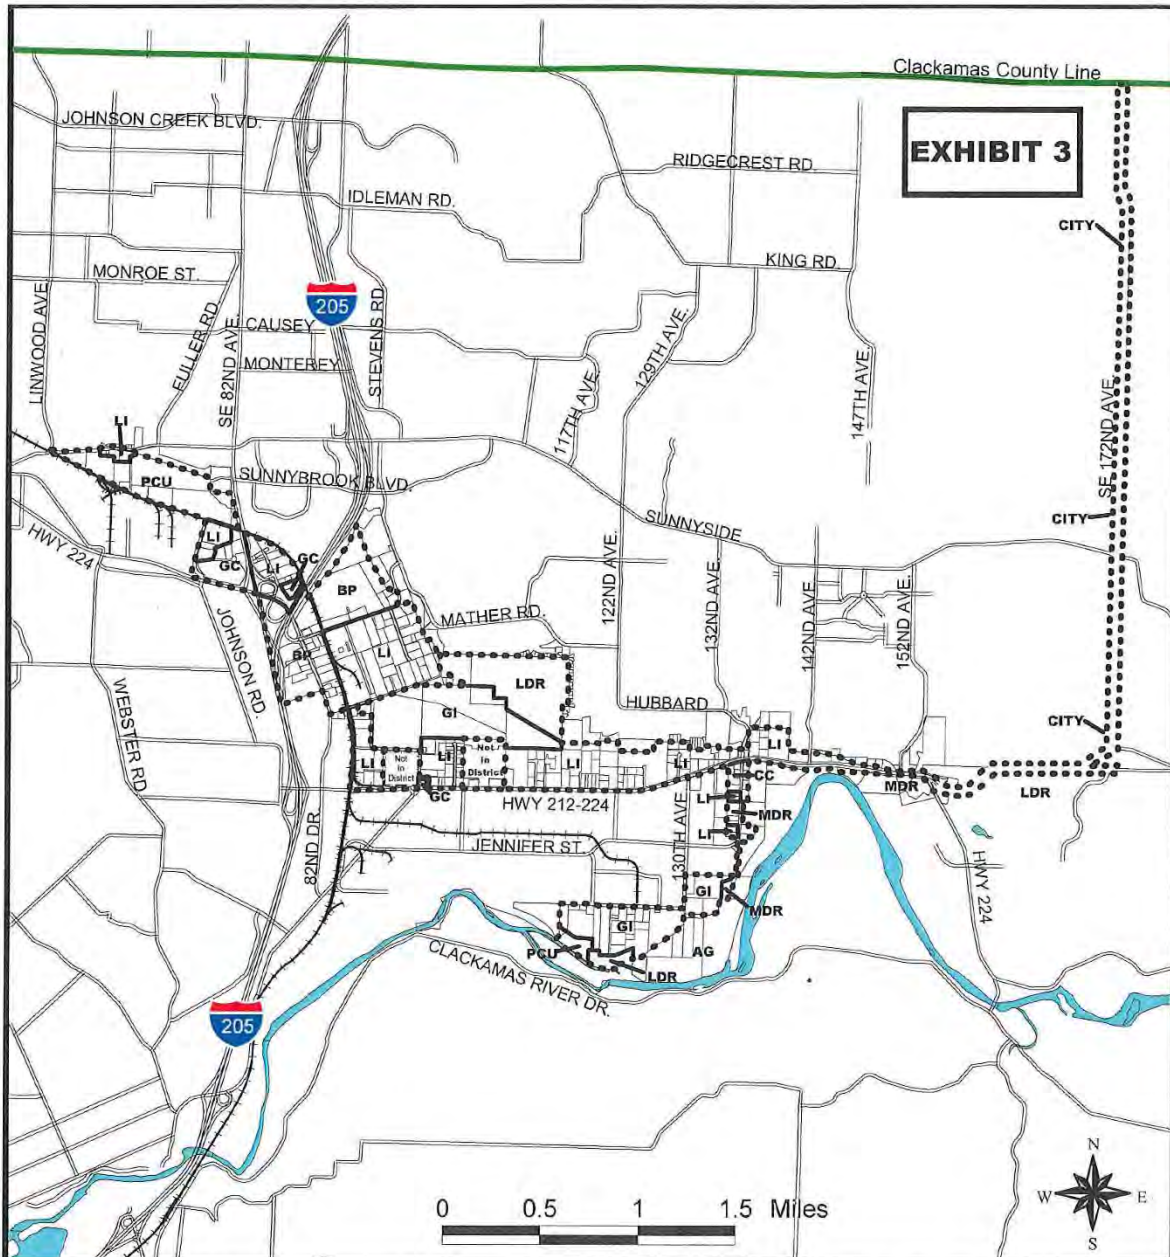 Clackamas County Line
EXHIBIT 3
JOHNSON CREEK BLVD.
RIDGECREST RD.
IDLEMAN RD.
CITY
KING RD.
MONROE ST.
205
LINWOOD AVE.
FULLER RD.
SE 82ND AVE.
CAUSEY
MONTEREY
STEVENS RD.
117TH AVE.
129TH AVE.
147TH AVE.
SE 172ND AVE.
LI
PCU
SUNNYBROOK BLVD.
SUNNYSIDE
CITY
HWY 224
LI
GC
LI
GC
BP
JOHNSON RD.
MATHER RD.
122ND AVE.
132ND AVE.
142ND AVE.
152ND AVE.
BP
LI
LDR
WEBSTER RD.
HUBBARD
GI
CITY
LI
LI
Not
In
District
LI
Not
In
District
LI
LI
CC
GC
HWY 212-224
LI
MDR
LI
MDR
LDR
82ND DR.
JENNIFER ST.
130TH AVE.
HWY 224
GI
MDR
GI
PCU
LDR
AG
CLACKAMAS RIVER DR.
205
N
W
E
S
0 0.5 1 1.5 Miles